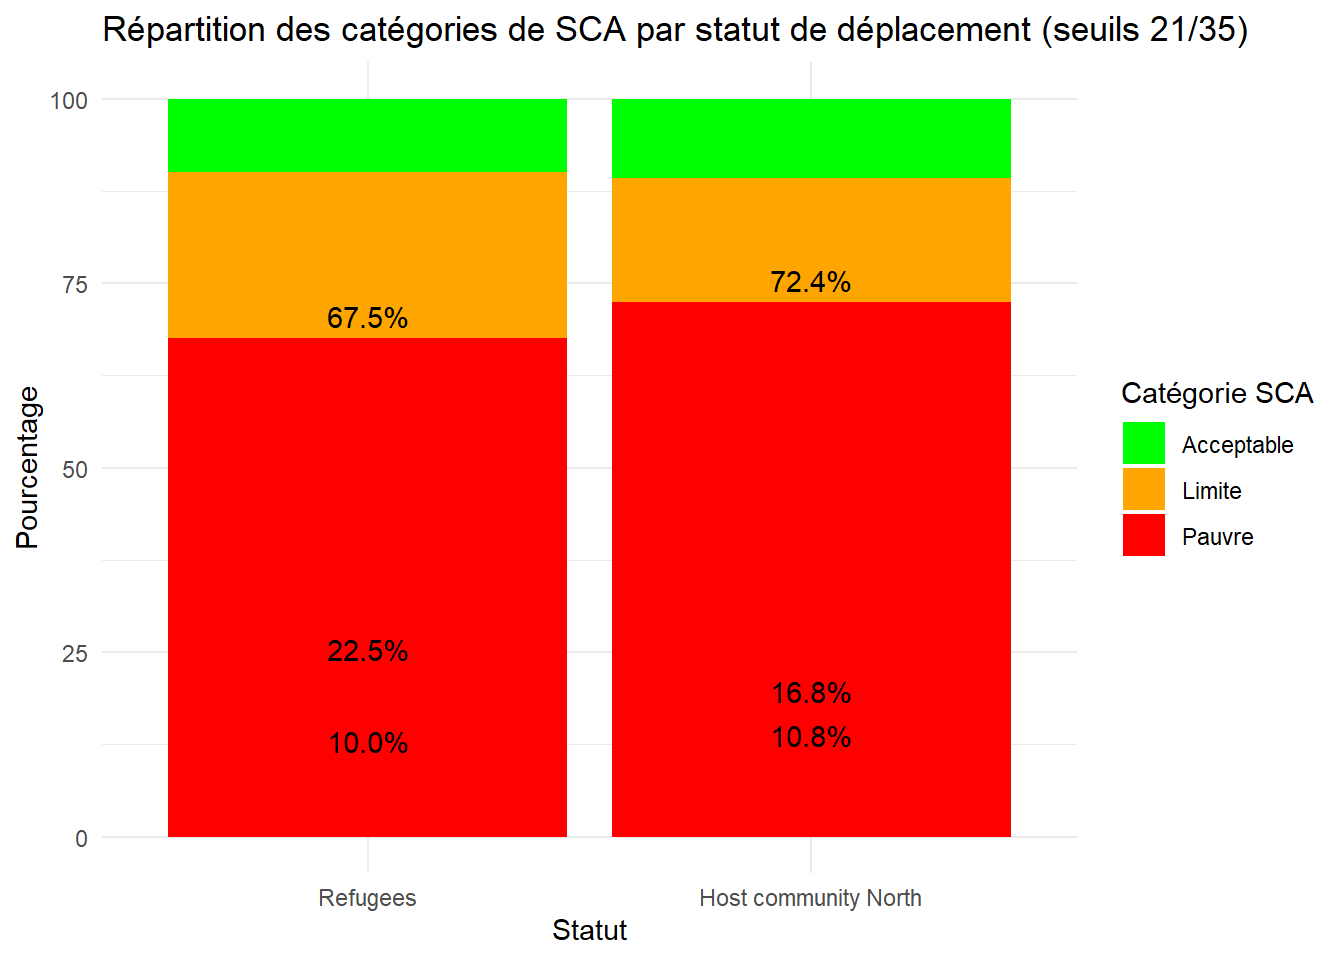 Répartition des catégories de SCA par statut de déplacement (seuils 21/35)
100
75
50
25
0
Pourcentage
67.5%
22.5%
10.0%
72.4%
16.8%
10.8%
Refugees
Host community North
Statut
Catégorie SCA
Acceptable
Limite
Pauvre